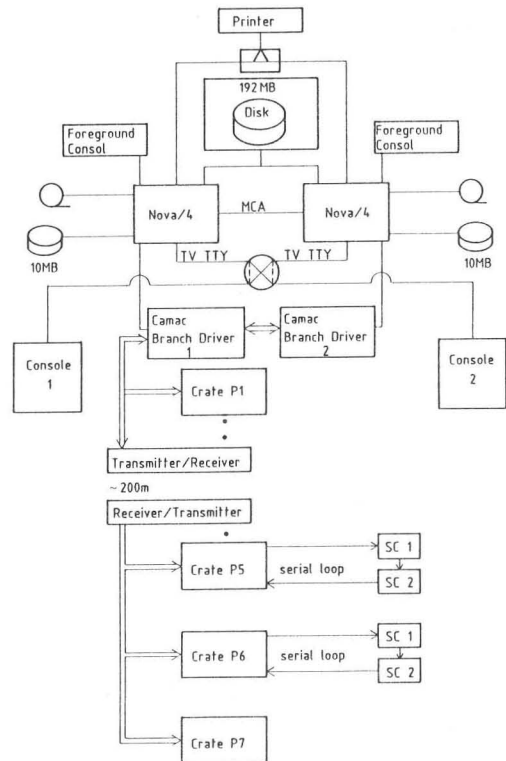 Printer
192 MB
Disk
Foreground
Consol
Foreground
Consol
Nova/4
MCA
Nova/4
10MB
TV TTY
TV TTY
10MB
Camac
Branch Driver
1
Camac
Branch Driver
2
Console
1
Console
2
Crate P1
Transmitter/Receiver
~ 200m
Receiver/Transmitter
Crate P5
serial loop
SC 1
SC 2
Crate P6
serial loop
SC 1
SC 2
Crate P7